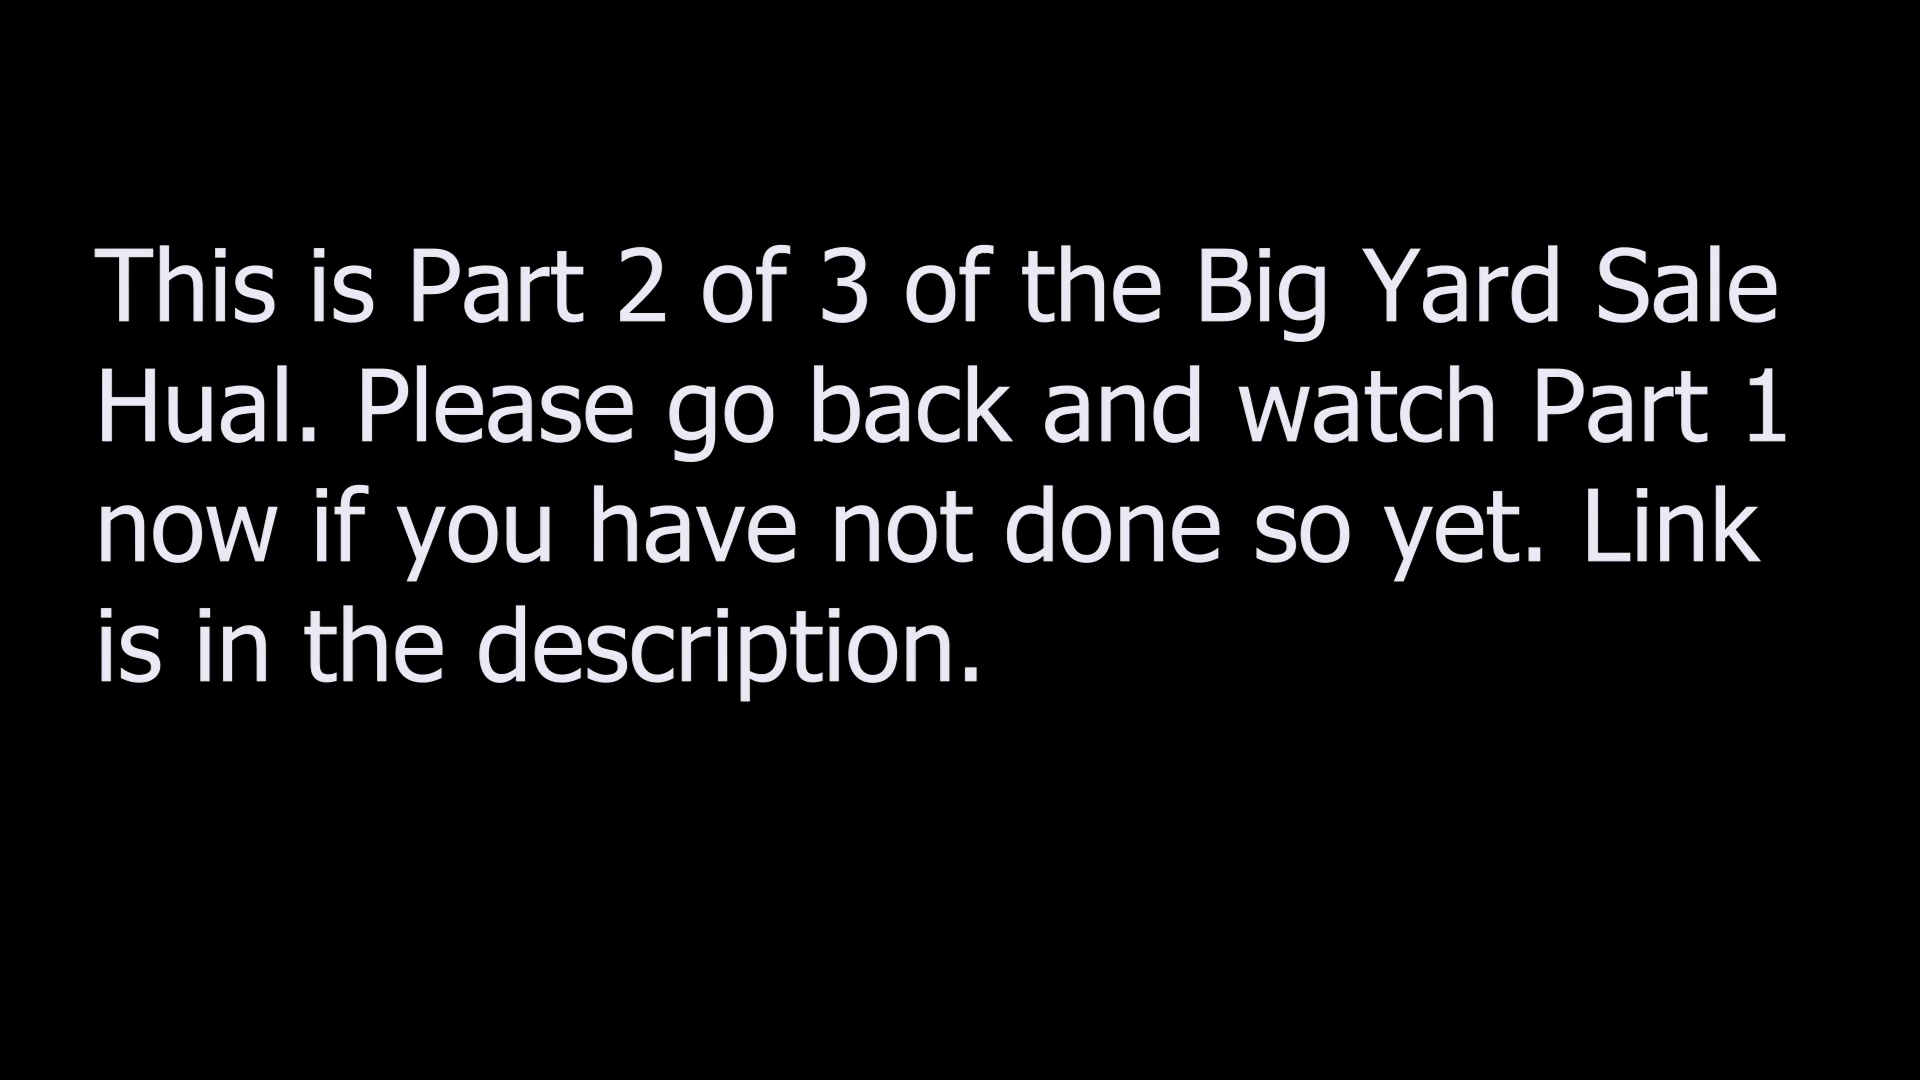 This is Part 2 of 3 of the Big Yard Sale
Hual. Please go back and watch Part 1
now if you have not done so yet. Link
is in the description.